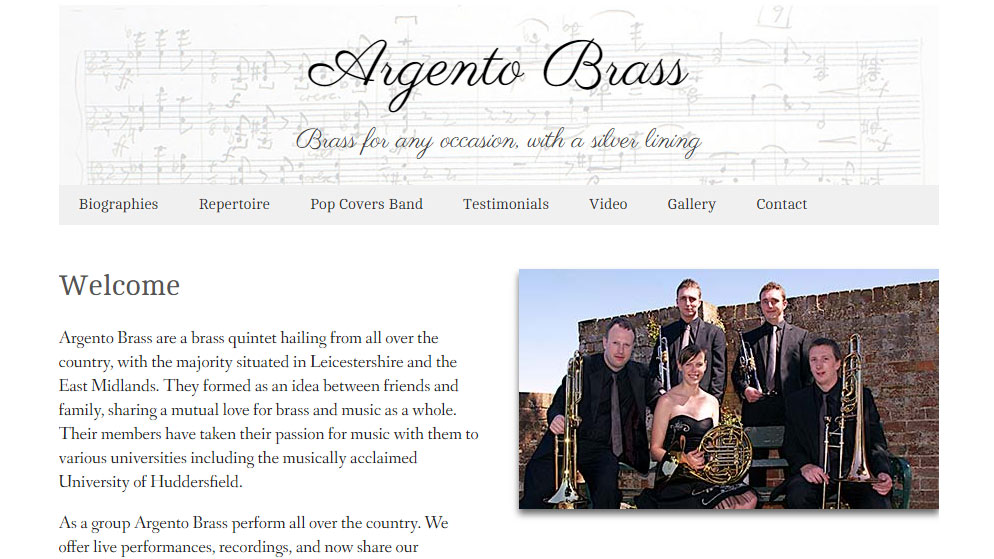 Argento Brass
Brass for any occasion, with a silver lining
Biographies Repertoire Pop Covers Band Testimonials Video Gallery Contact
Welcome
Argento Brass are a brass quintet hailing from all over the
country, with the majority situated in Leicestershire and the
East Midlands. They formed as an idea between friends and
family, sharing a mutual love for brass and music as a whole.
Their members have taken their passion for music with them to
various universities including the musically acclaimed
University of Huddersfield.
As a group Argento Brass perform all over the country. We
offer live performances, recordings, and now share our